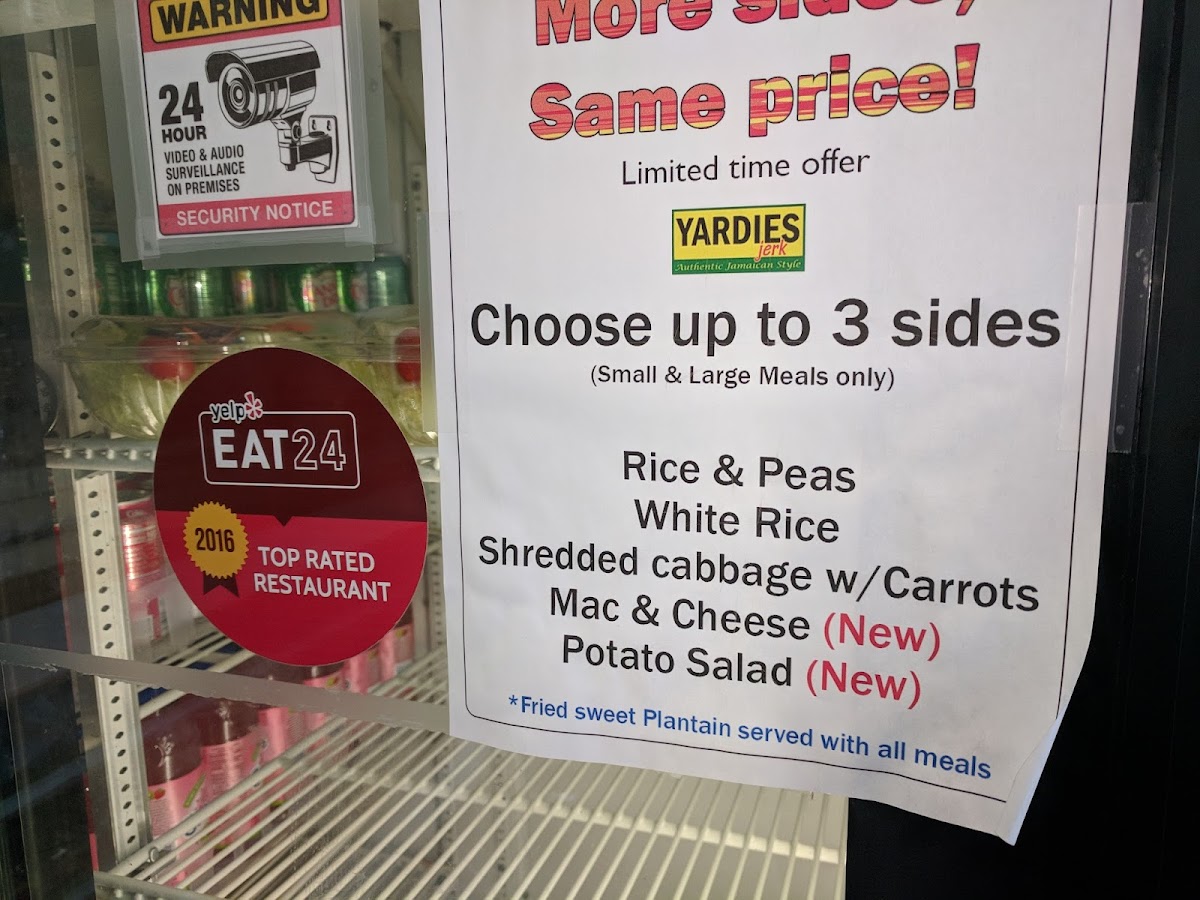 WARNING
24
HOUR
VIDEO & AUDIO
SURVEILLANCE
ON PREMISES
SECURITY NOTICE
yelp
EAT24
2016
TOP RATED
RESTAURANT
More sides,
Same price!
Limited time offer
YARDIES
jerk
Authentic Jamaican Style
Choose up to 3 sides
(Small & Large Meals only)
Rice & Peas
White Rice
Shredded cabbage w/Carrots
Mac & Cheese (New)
Potato Salad (New)
*Fried sweet Plantain served with all meals